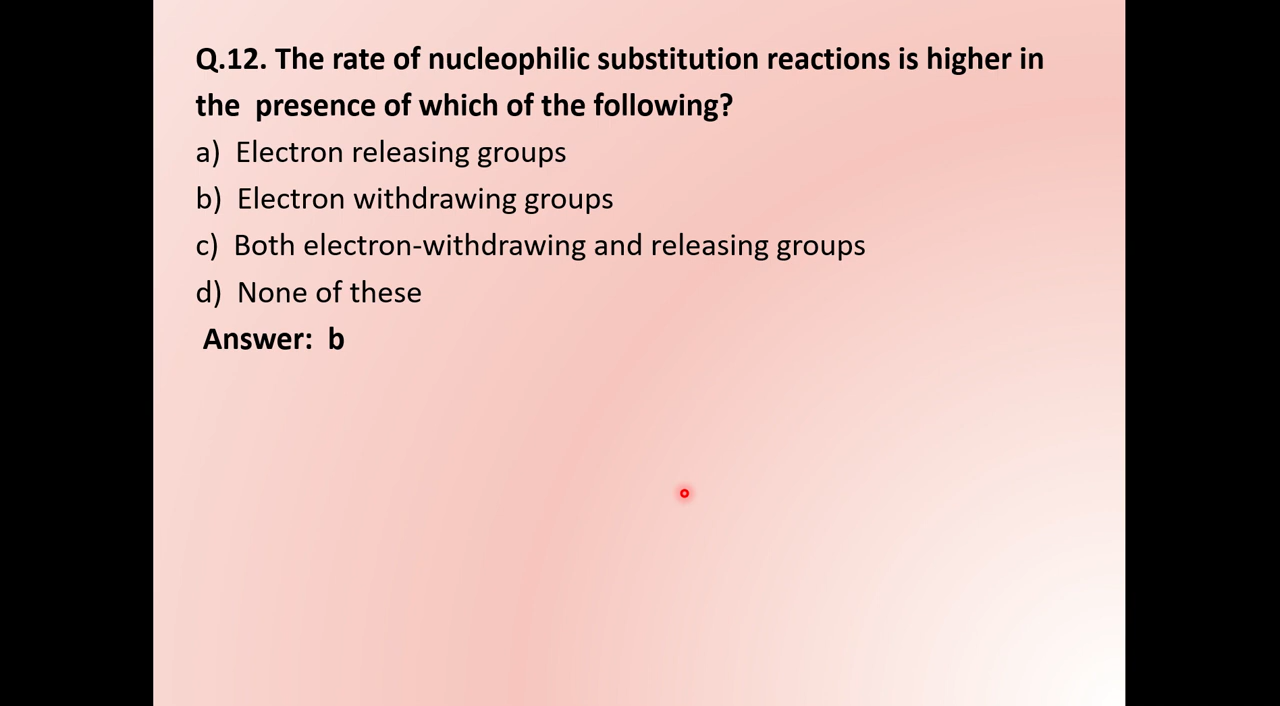 Q.12. The rate of nucleophilic substitution reactions is higher in
the presence of which of the following?
a) Electron releasing groups
b) Electron withdrawing groups
c) Both electron-withdrawing and releasing groups
d) None of these
Answer: b